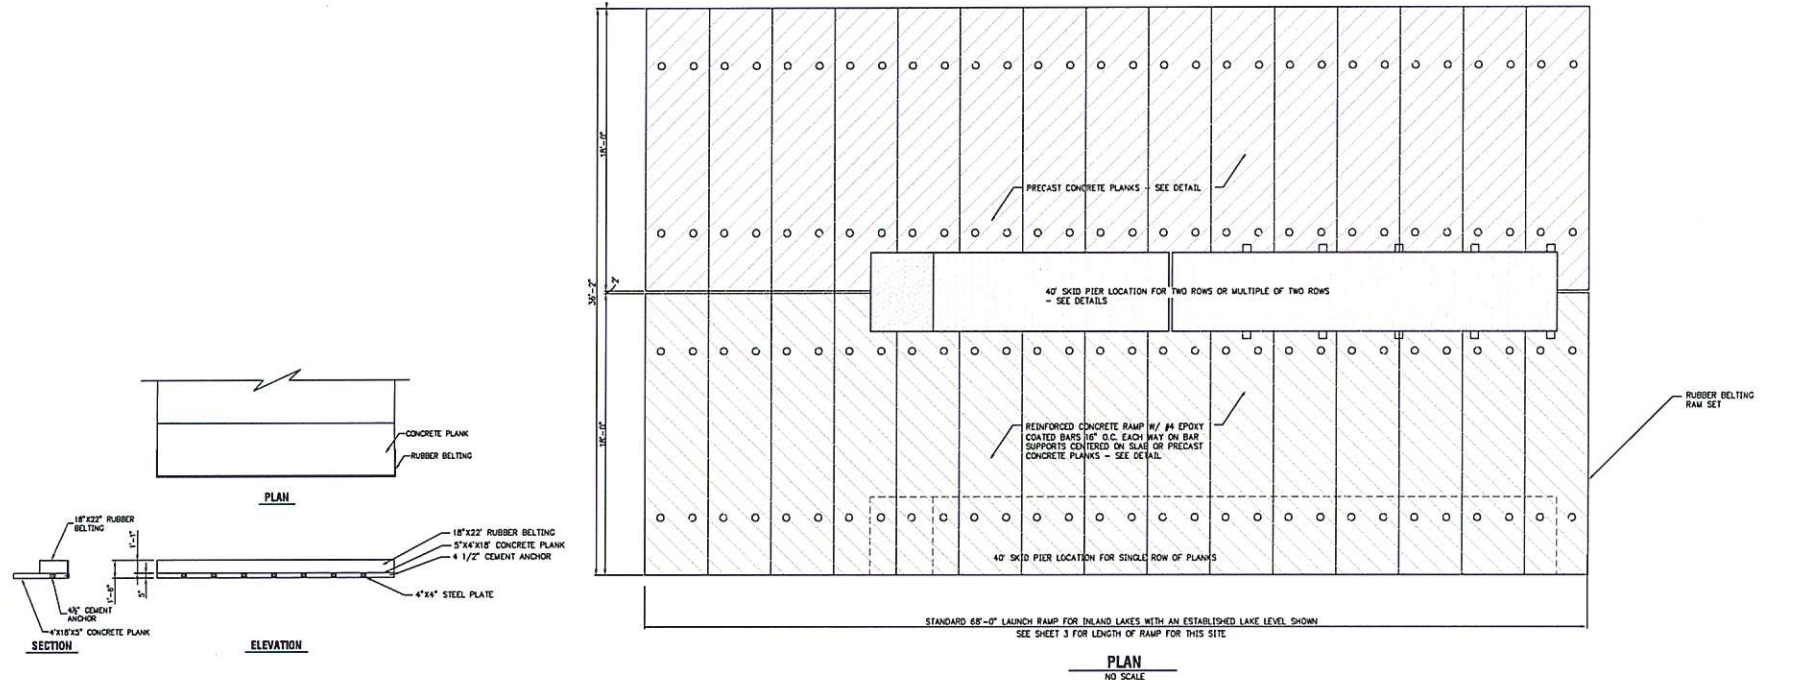 CONCRETE PLANK
RUBBER BELTING
PLAN
18"X22" RUBBER
BELTING
4½" CEMENT
ANCHOR
4'X18'X5" CONCRETE PLANK
SECTION
1'-1"
1'-6"
5"
18"X22' RUBBER BELTING
5"X4'X18' CONCRETE PLANK
4 1/2" CEMENT ANCHOR
4"X4" STEEL PLATE
ELEVATION
18'-0"
36'-2"
2"
18'-0"
PRECAST CONCRETE PLANKS - SEE DETAIL
40' SKID PIER LOCATION FOR TWO ROWS OR MULTIPLE OF TWO ROWS
- SEE DETAILS
REINFORCED CONCRETE RAMP W/ #4 EPOXY
COATED BARS 16" O.C. EACH WAY ON BAR
SUPPORTS CENTERED ON SLAB OR PRECAST
CONCRETE PLANKS - SEE DETAIL
RUBBER BELTING
RAM SET
40' SKID PIER LOCATION FOR SINGLE ROW OF PLANKS
STANDARD 68'-0" LAUNCH RAMP FOR INLAND LAKES WITH AN ESTABLISHED LAKE LEVEL SHOWN
SEE SHEET 3 FOR LENGTH OF RAMP FOR THIS SITE
PLAN
NO SCALE